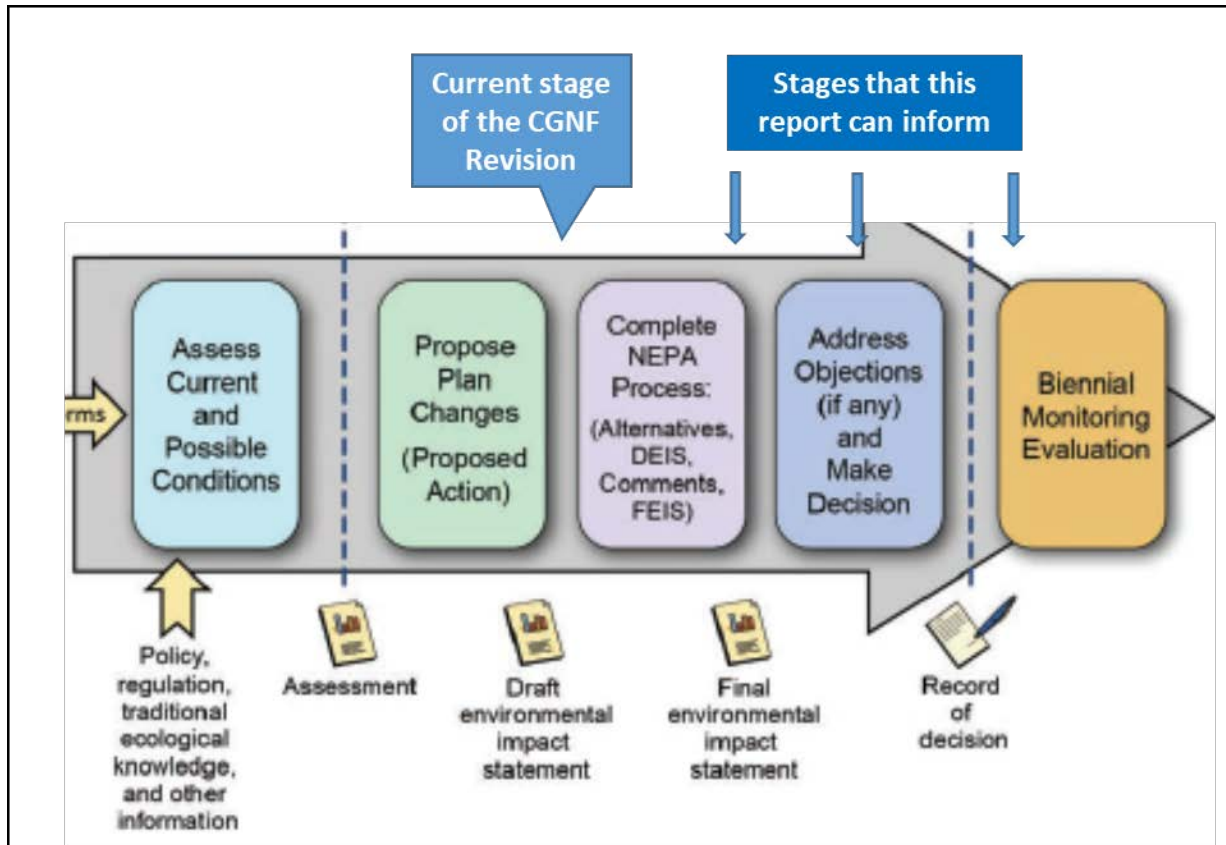 Current stage
of the CGNF
Revision
Stages that this
report can inform
rms
Assess
Current
and
Possible
Conditions
Propose
Plan
Changes
(Proposed
Action)
Complete
NEPA
Process:
(Alternatives,
DEIS,
Comments,
FEIS)
Address
Objections
(if any)
and
Make
Decision
Biennial
Monitoring
Evaluation
Policy,
regulation,
traditional
ecological
knowledge,
and other
information
Assessment
Draft
environmental
impact
statement
Final
environmental
impact
statement
Record
of
decision